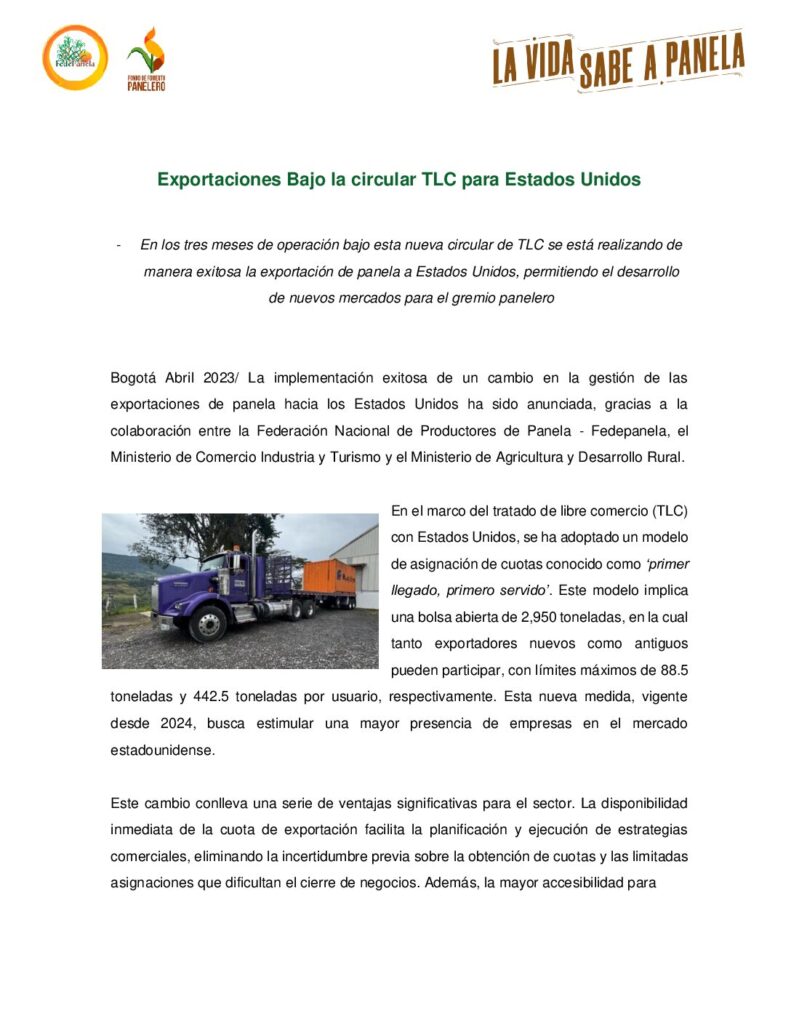 FedePanela
FONDO DE FOMENTO
PANELERO
LA VIDA
SABE A PANELA
Exportaciones Bajo la circular TLC para Estados Unidos
- En los tres meses de operación bajo esta nueva circular de TLC se está realizando de
manera exitosa la exportación de panela a Estados Unidos, permitiendo el desarrollo
de nuevos mercados para el gremio panelero
Bogotá Abril 2023/ La implementación exitosa de un cambio en la gestión de las
exportaciones de panela hacia los Estados Unidos ha sido anunciada, gracias a la
colaboración entre la Federación Nacional de Productores de Panela - Fedepanela, el
Ministerio de Comercio Industria y Turismo y el Ministerio de Agricultura y Desarrollo Rural.
En el marco del tratado de libre comercio (TLC)
con Estados Unidos, se ha adoptado un modelo
de asignación de cuotas conocido como ‘primer
llegado, primero servido’. Este modelo implica
una bolsa abierta de 2,950 toneladas, en la cual
tanto exportadores nuevos como antiguos
pueden participar, con límites máximos de 88.5
toneladas y 442.5 toneladas por usuario, respectivamente. Esta nueva medida, vigente
desde 2024, busca estimular una mayor presencia de empresas en el mercado
estadounidense.
Este cambio conlleva una serie de ventajas significativas para el sector. La disponibilidad
inmediata de la cuota de exportación facilita la planificación y ejecución de estrategias
comerciales, eliminando la incertidumbre previa sobre la obtención de cuotas y las limitadas
asignaciones que dificultan el cierre de negocios. Además, la mayor accesibilidad para